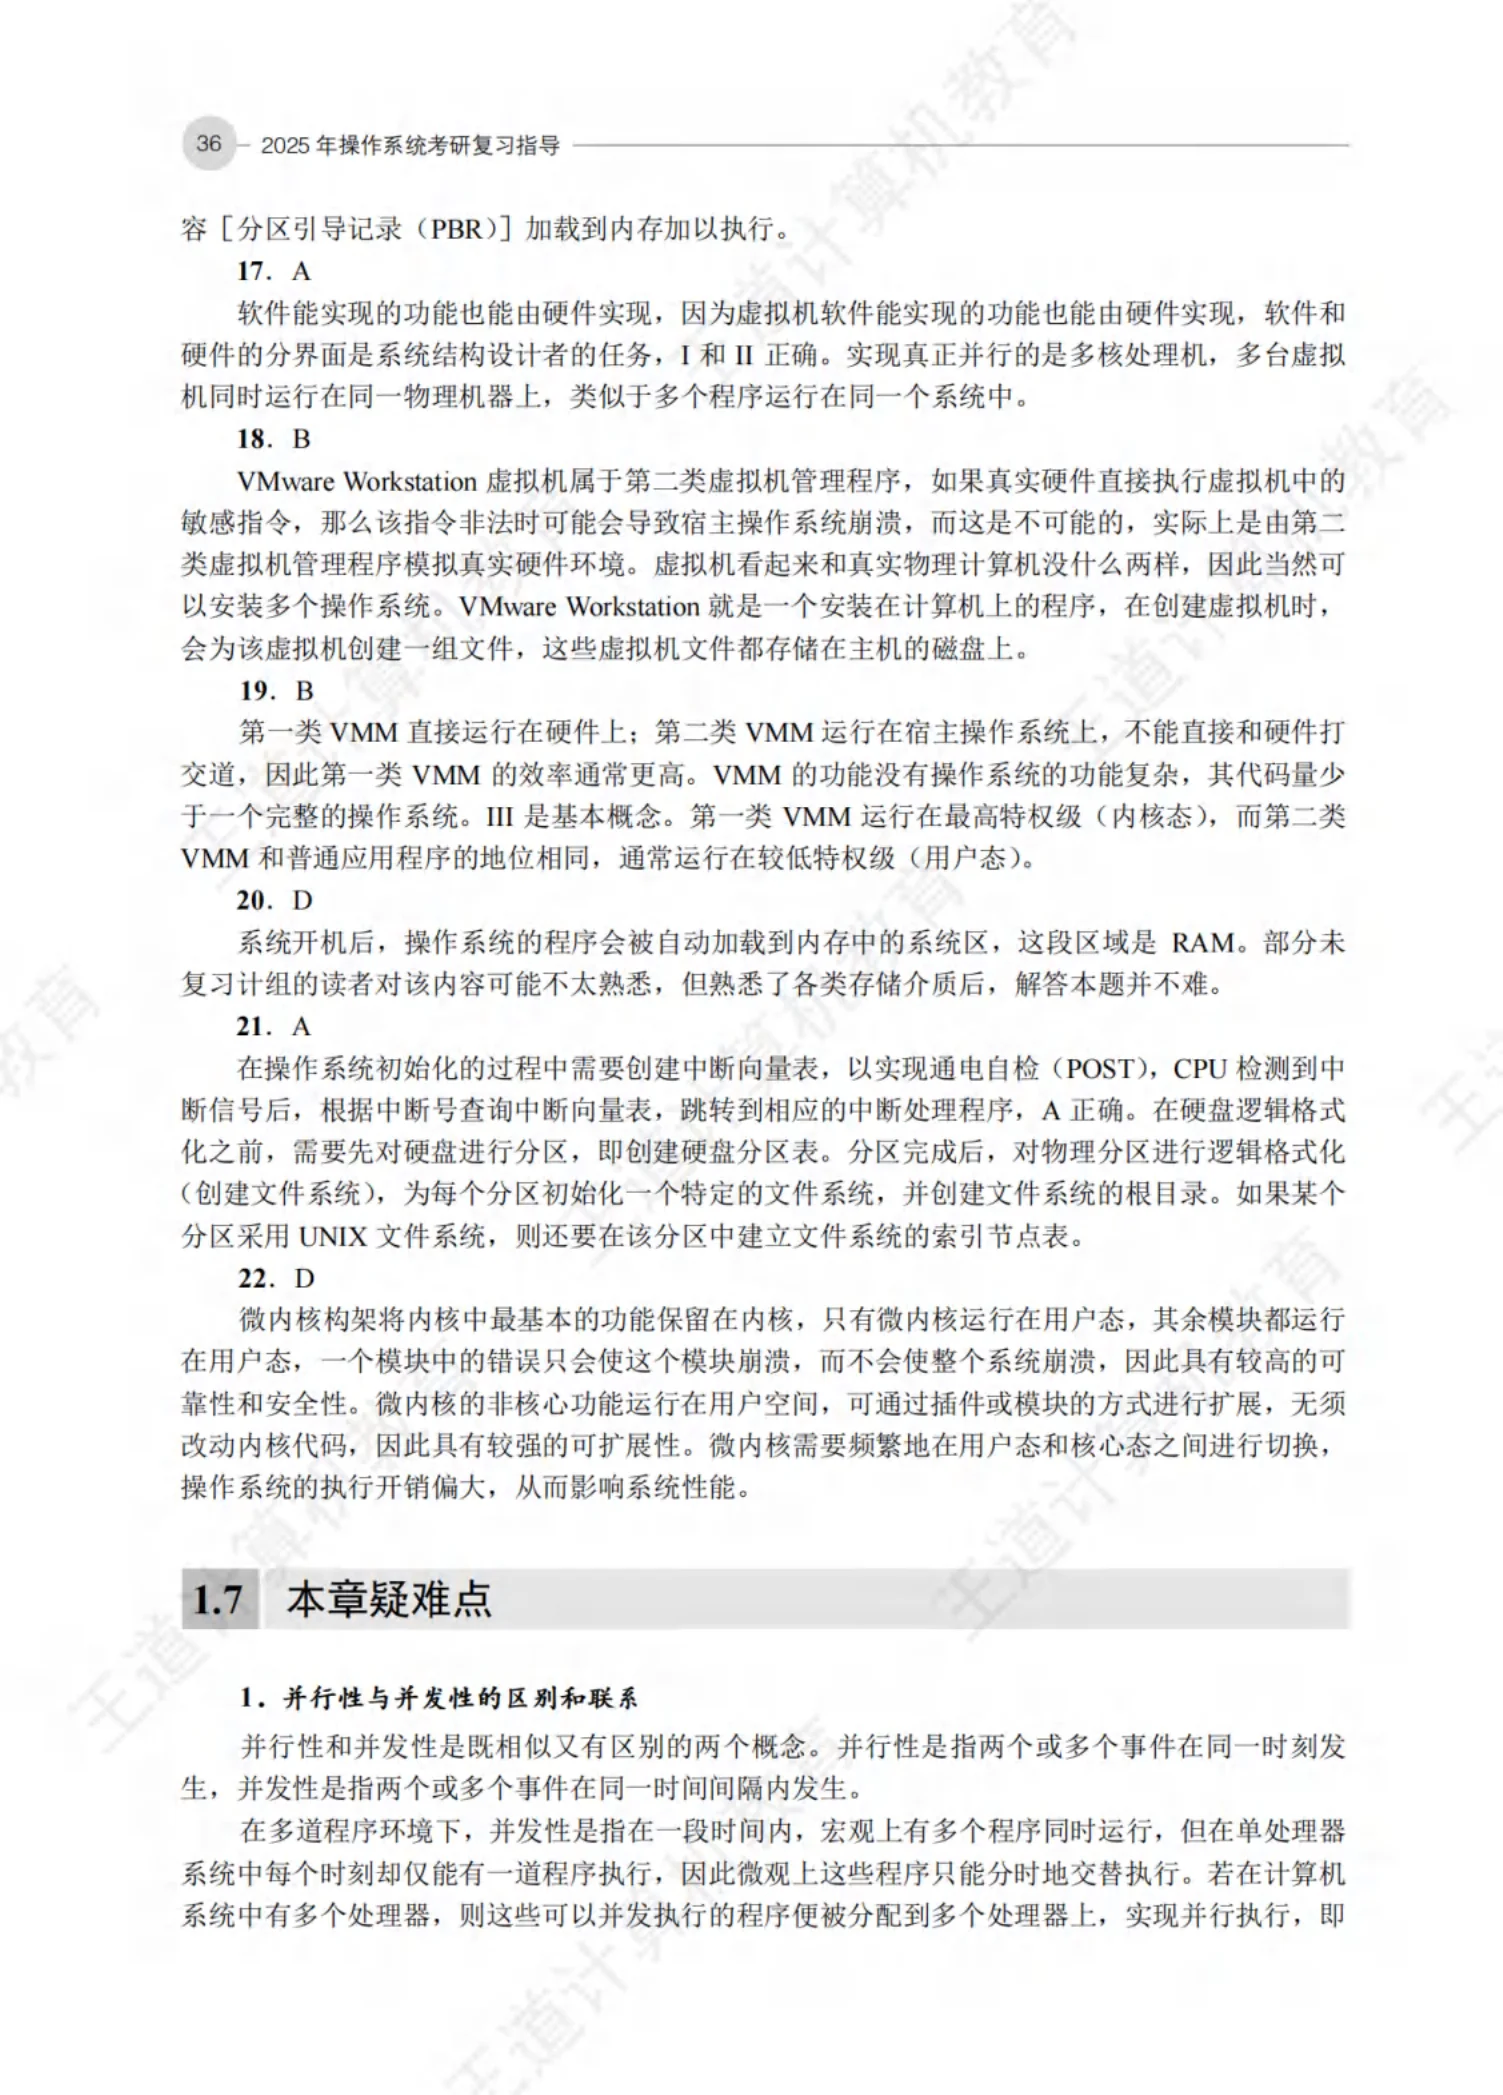 36 2025 年操作系统考研复习指导
容［分区引导记录（PBR）］加载到内存加以执行。
17．A
软件能实现的功能也能由硬件实现，因为虚拟机软件能实现的功能也能由硬件实现，软件和
硬件的分界面是系统结构设计者的任务，I 和 II 正确。实现真正并行的是多核处理机，多台虚拟
机同时运行在同一物理机器上，类似于多个程序运行在同一个系统中。
18．B
VMware Workstation 虚拟机属于第二类虚拟机管理程序，如果真实硬件直接执行虚拟机中的
敏感指令，那么该指令非法时可能会导致宿主操作系统崩溃，而这是不可能的，实际上是由第二
类虚拟机管理程序模拟真实硬件环境。虚拟机看起来和真实物理计算机没什么两样，因此当然可
以安装多个操作系统。VMware Workstation 就是一个安装在计算机上的程序，在创建虚拟机时，
会为该虚拟机创建一组文件，这些虚拟机文件都存储在主机的磁盘上。
19．B
第一类 VMM 直接运行在硬件上；第二类 VMM 运行在宿主操作系统上，不能直接和硬件打
交道，因此第一类 VMM 的效率通常更高。VMM 的功能没有操作系统的功能复杂，其代码量少
于一个完整的操作系统。III 是基本概念。第一类 VMM 运行在最高特权级（内核态），而第二类
VMM 和普通应用程序的地位相同，通常运行在较低特权级（用户态）。
20．D
系统开机后，操作系统的程序会被自动加载到内存中的系统区，这段区域是 RAM。部分未
复习计组的读者对该内容可能不太熟悉，但熟悉了各类存储介质后，解答本题并不难。
21．A
在操作系统初始化的过程中需要创建中断向量表，以实现通电自检（POST），CPU 检测到中
断信号后，根据中断号查询中断向量表，跳转到相应的中断处理程序，A 正确。在硬盘逻辑格式
化之前，需要先对硬盘进行分区，即创建硬盘分区表。分区完成后，对物理分区进行逻辑格式化
（创建文件系统），为每个分区初始化一个特定的文件系统，并创建文件系统的根目录。如果某个
分区采用 UNIX 文件系统，则还要在该分区中建立文件系统的索引节点表。
22．D
微内核构架将内核中最基本的功能保留在内核，只有微内核运行在用户态，其余模块都运行
在用户态，一个模块中的错误只会使这个模块崩溃，而不会使整个系统崩溃，因此具有较高的可
靠性和安全性。微内核的非核心功能运行在用户空间，可通过插件或模块的方式进行扩展，无须
改动内核代码，因此具有较强的可扩展性。微内核需要频繁地在用户态和核心态之间进行切换，
操作系统的执行开销偏大，从而影响系统性能。
1.7 本章疑难点
1．并行性与并发性的区别和联系
并行性和并发性是既相似又有区别的两个概念。并行性是指两个或多个事件在同一时刻发
生，并发性是指两个或多个事件在同一时间间隔内发生。
在多道程序环境下，并发性是指在一段时间内，宏观上有多个程序同时运行，但在单处理器
系统中每个时刻却仅能有一道程序执行，因此微观上这些程序只能分时地交替执行。若在计算机
系统中有多个处理器，则这些可以并发执行的程序便被分配到多个处理器上，实现并行执行，即
王道计算机教育
王道计算机教育
王道计算机教育
王道计算机教育
王道计算机教育
王道计算机教育
王道计算机教育
教育
王道